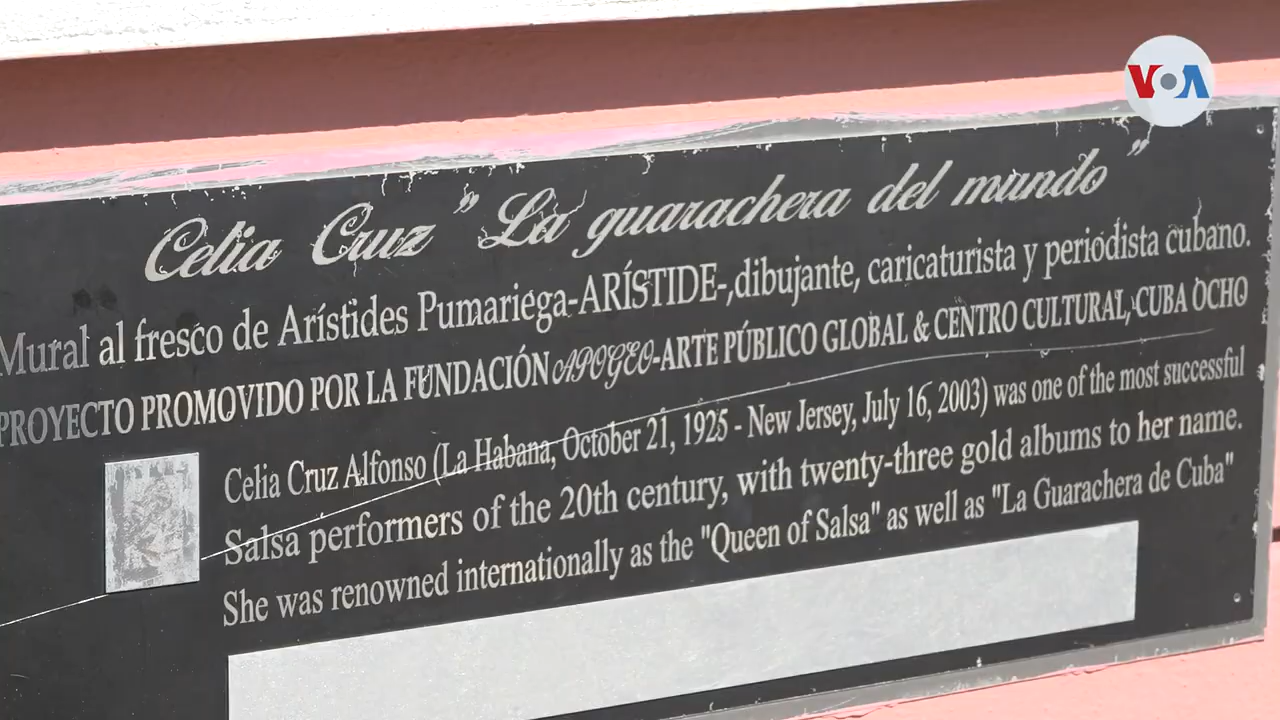 VOA
Celia Cruz "La guarachera del mundo"
Mural al fresco de Arístides Pumariega-ARÍSTIDE-,dibujante, caricaturista y periodista cubano.
PROYECTO PROMOVIDO POR LA FUNDACIÓN APOGEO-ARTE PÚBLICO GLOBAL & CENTRO CULTURAL,-CUBA OCHO
Celia Cruz Alfonso (La Habana, October 21, 1925 - New Jersey, July 16, 2003) was one of the most successful
Salsa performers of the 20th century, with twenty-three gold albums to her name.
She was renowned internationally as the "Queen of Salsa" as well as "La Guarachera de Cuba"